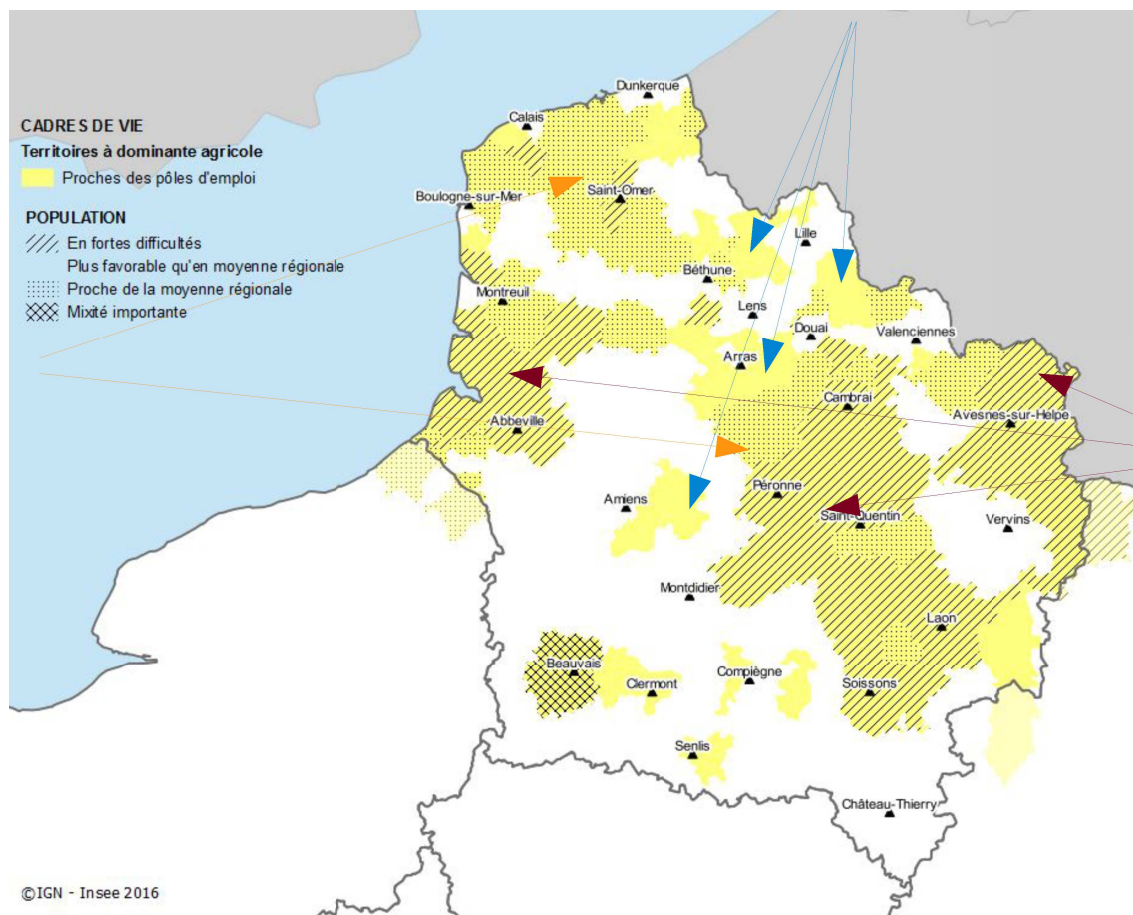 Dunkerque
Calais
CADRES DE VIE
Territoires à dominante agricole
Proches des pôles d'emploi
POPULATION
En fortes difficultés
Plus favorable qu'en moyenne régionale
Proche de la moyenne régionale
Mixité importante
Boulogne-sur-Mer
Saint-Omer
Lille
Béthune
Montreuil
Lens
Douai
Valenciennes
Arras
Cambrai
Avesnes-sur-Helpe
Abbeville
Péronne
Amiens
Saint-Quentin
Vervins
Montdidier
Laon
Beauvais
Clermont
Compiègne
Soissons
Senlis
Château-Thierry
©IGN - Insee 2016